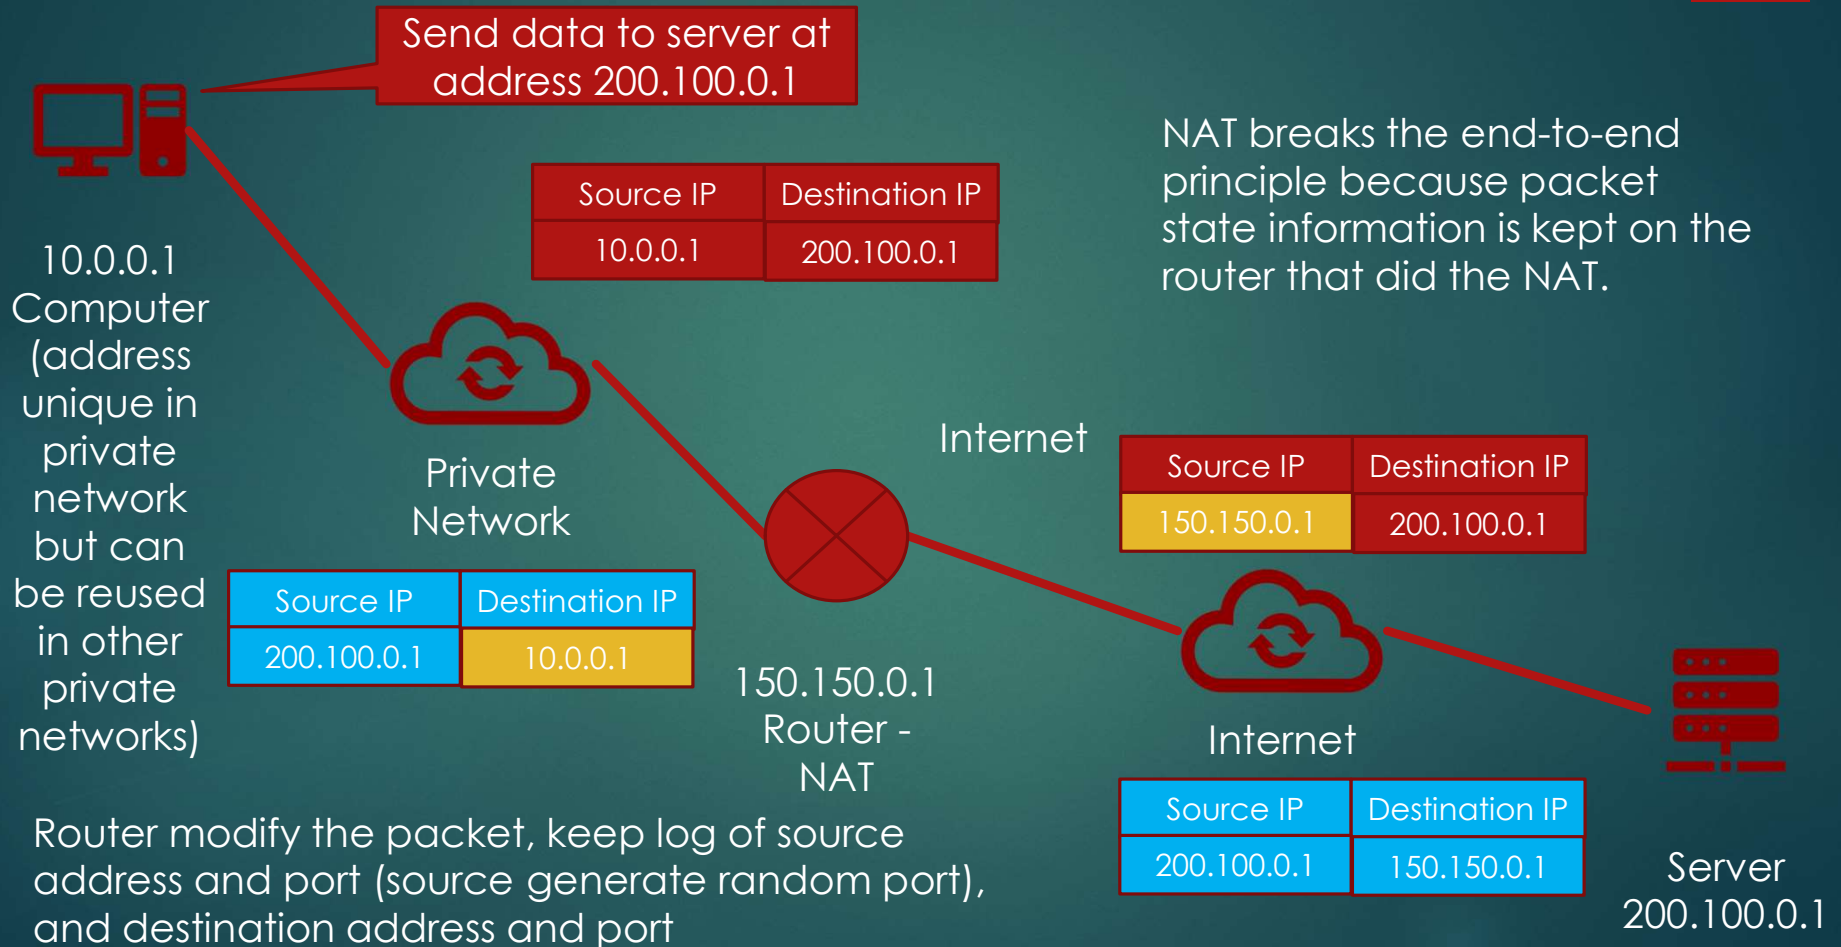 Send data to server at
address 200.100.0.1
NAT breaks the end-to-end
principle because packet
state information is kept on the
router that did the NAT.
Source IP Destination IP
10.0.0.1 200.100.0.1
10.0.0.1
Computer
(address
unique in
private
network
but can
be reused
in other
private
networks)
Private
Network
Internet
Source IP Destination IP
150.150.0.1 200.100.0.1
Source IP Destination IP
200.100.0.1 10.0.0.1
150.150.0.1
Router -
NAT
Internet
Source IP Destination IP
200.100.0.1 150.150.0.1
Server
200.100.0.1
Router modify the packet, keep log of source
address and port (source generate random port),
and destination address and port